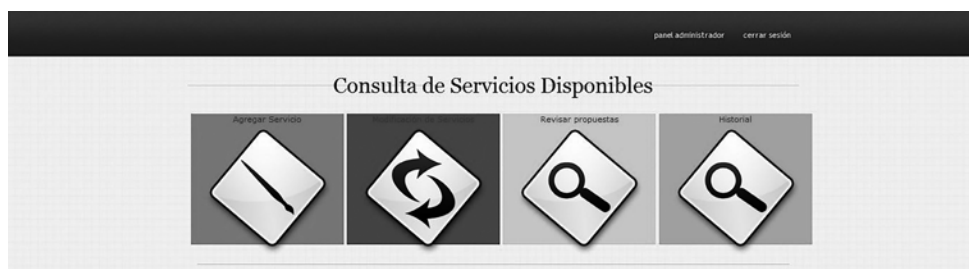 panel administrador cerrar sesión
Consulta de Servicios Disponibles
Agregar Servicio
Revisar propuestas
Historial